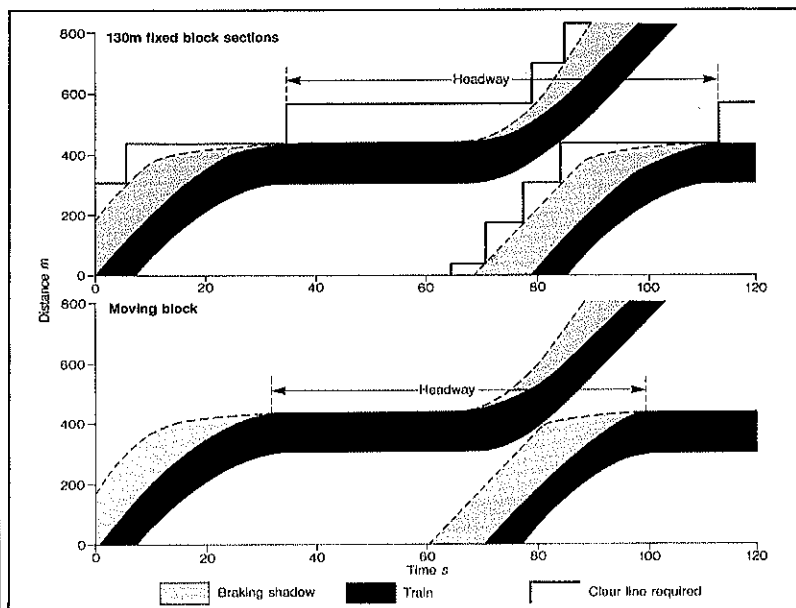 130m fixed block sections
Headway
800
600
400
200
0
0 20 40 60 80 100 120
Distance m
Moving block
Headway
800
600
400
200
0
0 20 40 60 80 100 120
Time s
Braking shadow Train Clear line required